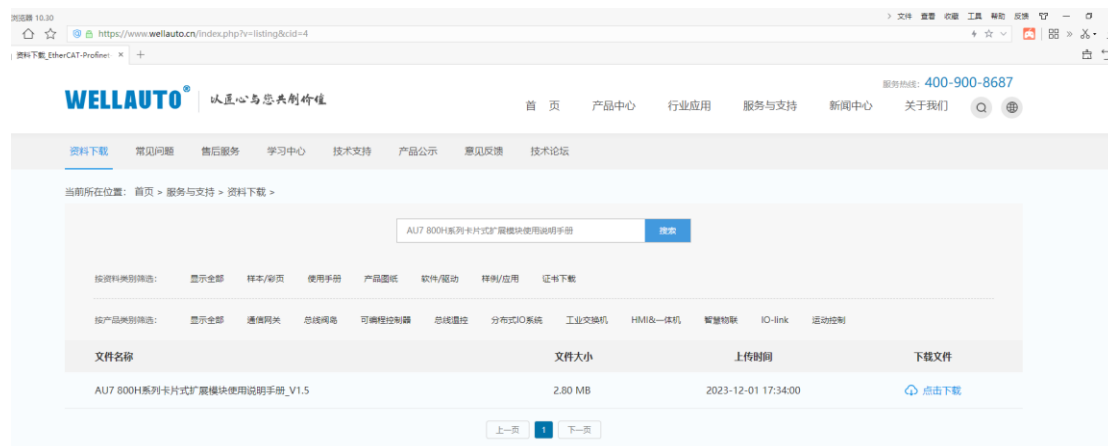 浏览器 10.30
文件 查看 收藏 工具 帮助 反馈
https://www.wellauto.cn/index.php?v=listing&cid=4
资料下载_EtherCAT-Profinet
WELLAUTO® 以匠心与您共创价值
服务热线: 400-900-8687
首 页 产品中心 行业应用 服务与支持 新闻中心 关于我们
资料下载 常见问题 售后服务 学习中心 技术支持 产品公示 意见反馈 技术论坛
当前所在位置: 首页 > 服务与支持 > 资料下载 >
AU7 800H系列卡片式扩展模块使用说明手册 搜索
按资料类别筛选: 显示全部 样本/彩页 使用手册 产品图纸 软件/驱动 样例/应用 证书下载
按产品类别筛选: 显示全部 通信网关 总线阀岛 可编程控制器 总线温控 分布式IO系统 工业交换机 HMI&一体机 智慧物联 IO-link 运动控制
文件名称 文件大小 上传时间 下载文件
AU7 800H系列卡片式扩展模块使用说明手册_V1.5 2.80 MB 2023-12-01 17:34:00 点击下载
上一页 1 下一页